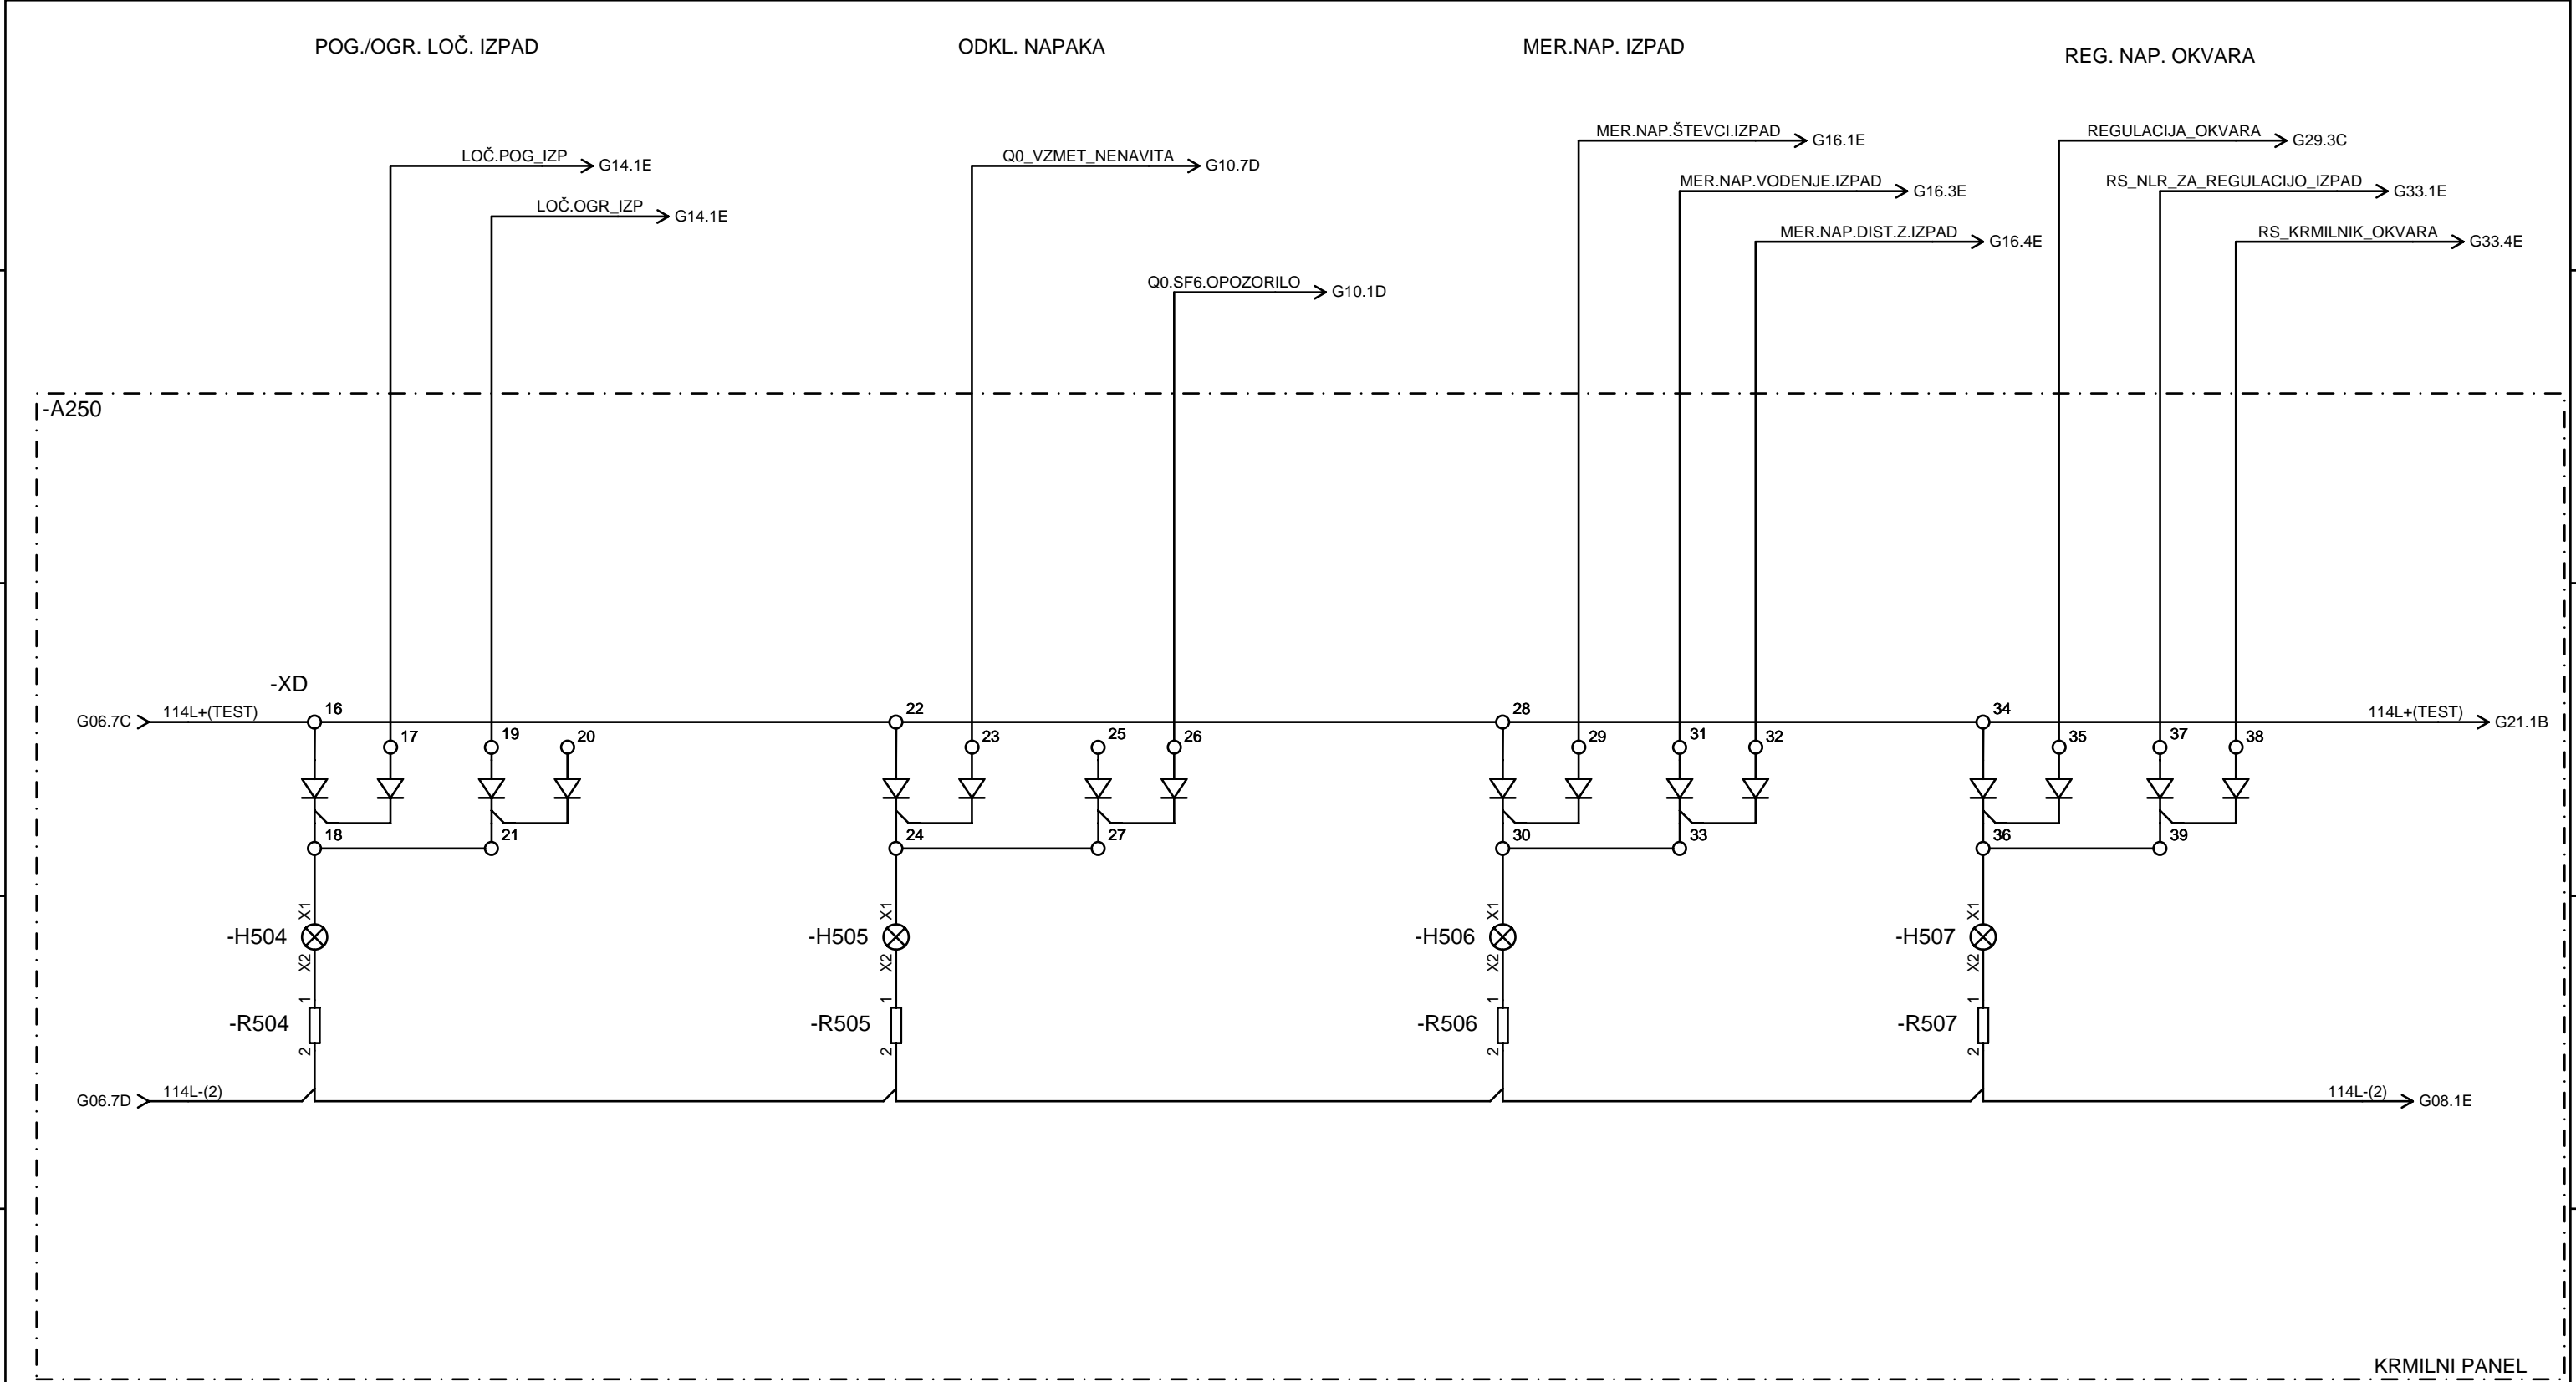 POG./OGR. LOČ. IZPAD
ODKL. NAPAKA
MER.NAP. IZPAD
REG. NAP. OKVARA
LOČ.POG_IZP
G14.1E
LOČ.OGR_IZP
G14.1E
Q0_VZMET_NENAVITA
G10.7D
Q0.SF6.OPOZORILO
G10.1D
MER.NAP.ŠTEVCI.IZPAD
G16.1E
MER.NAP.VODENJE.IZPAD
G16.3E
MER.NAP.DIST.Z.IZPAD
G16.4E
REGULACIJA_OKVARA
G29.3C
RS_NLR_ZA_REGULACIJO_IZPAD
G33.1E
RS_KRMILNIK_OKVARA
G33.4E
-A250
-XD
G06.7C
114L+(TEST)
16
22
28
34
114L+(TEST)
G21.1B
17
19
20
23
25
26
29
31
32
35
37
38
18
21
24
27
30
33
36
39
X1
-H504
X2
X1
-H505
X2
X1
-H506
X2
X1
-H507
X2
1
-R504
2
1
-R505
2
1
-R506
2
1
-R507
2
G06.7D
114L-(2)
114L-(2)
G08.1E
KRMILNI PANEL